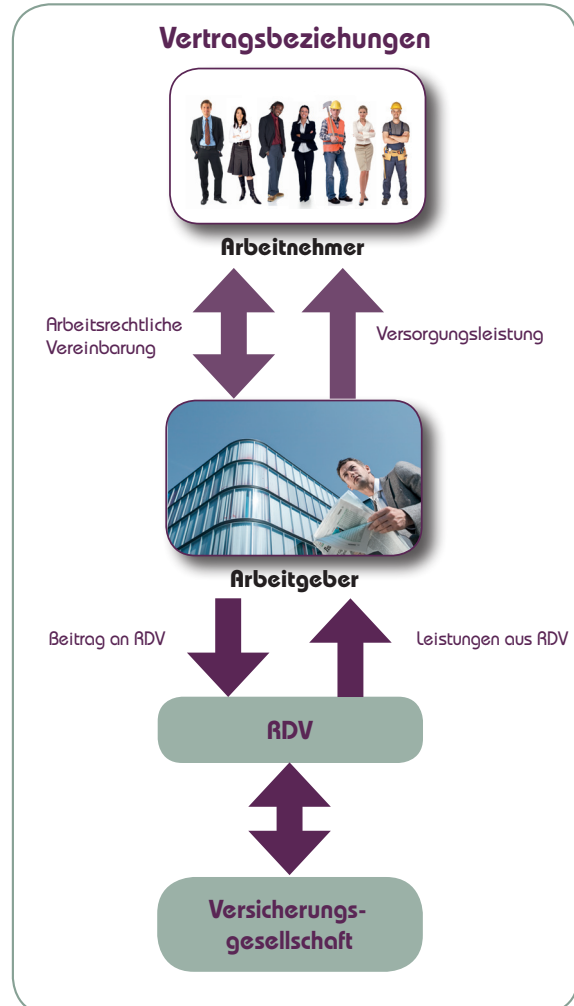 Vertragsbeziehungen
Arbeitnehmer
Arbeitsrechtliche
Vereinbarung
Versorgungsleistung
Arbeitgeber
Beitrag an RDV
Leistungen aus RDV
RDV
Versicherungs-
gesellschaft